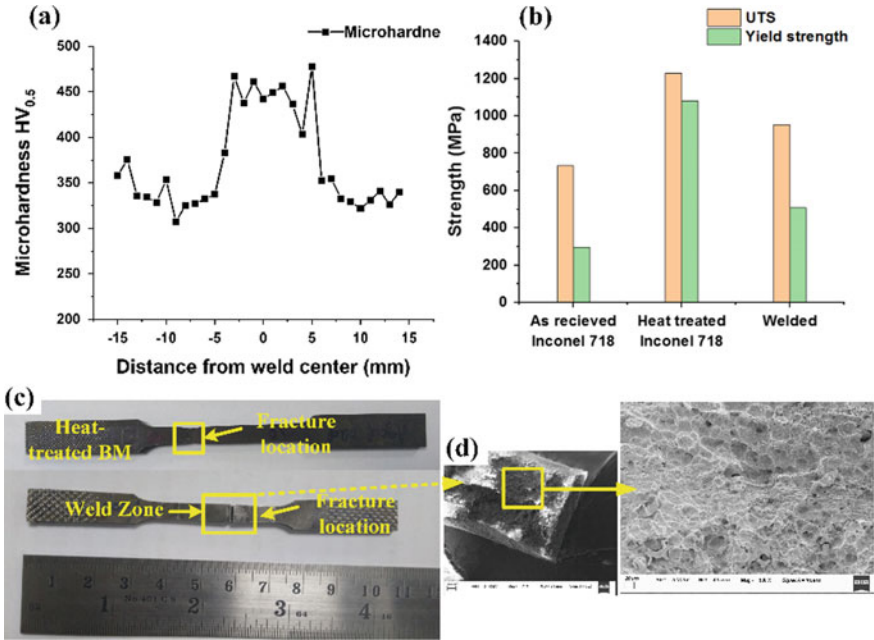 (a)
Microhardne
500
450
400
350
300
250
200
Microhardness HV0.5
-15 -10 -5 0 5 10 15
Distance from weld center (mm)
(b)
UTS
Yield strength
1400
1200
1000
800
600
400
200
0
Strength (MPa)
As recieved
Inconel 718
Heat treated
Inconel 718
Welded
(c)
Heat-
treated BM
Fracture
location
Weld Zone
Fracture
location
1 2 3 4 5 6 7 8 9 10
1 2 3 4
64
(d)